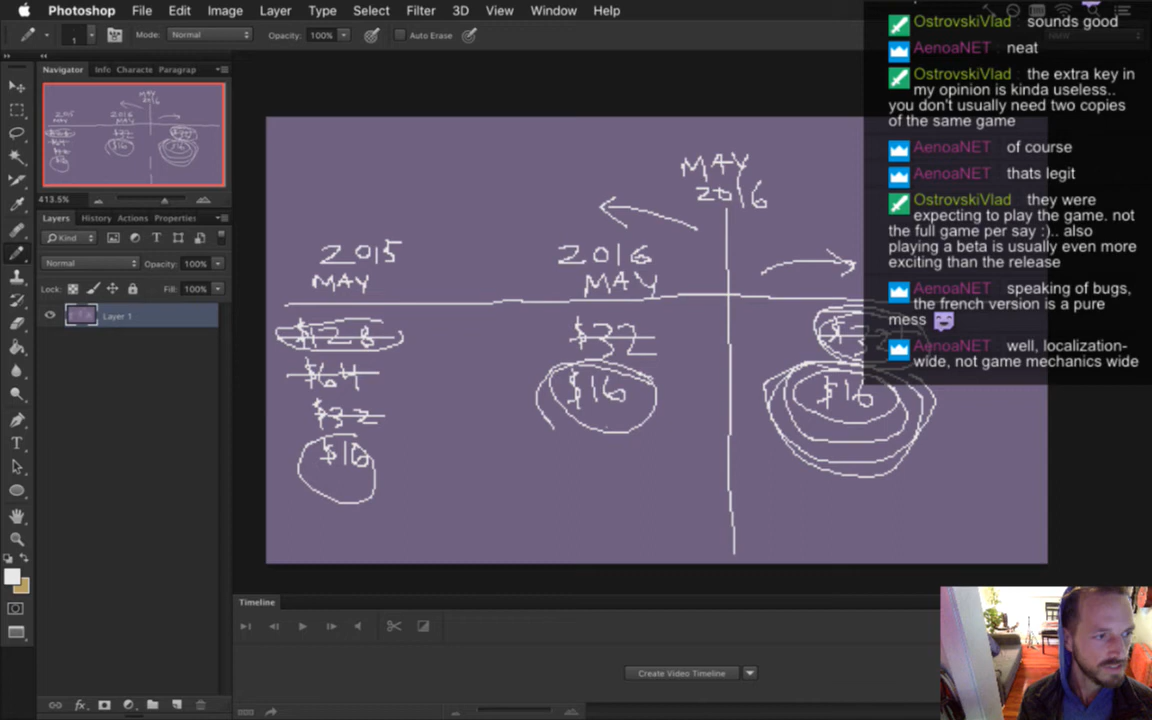 Photoshop File Edit Image Layer Type Select Filter 3D View Window Help
1 Mode: Normal Opacity: 100% Auto Erase
Navigator Info Characte Paragrap
413.5%
Layers History Actions Properties
Kind
Normal Opacity: 100%
Lock: Fill: 100%
Layer 1
MAY
2016
2015
MAY
2016
MAY
$128
$64
$32
$16
$32
$16
$16
OstrovskiVlad : sounds good
AenoaNET : neat
OstrovskiVlad : the extra key in
my opinion is kinda useless..
you don't usually need two copies
of the same game
AenoaNET : of course
AenoaNET : thats legit
OstrovskiVlad : they were
expecting to play the game. not
the full game per say :).. also
playing a beta is usually even more
exciting than the release
AenoaNET : speaking of bugs,
the french version is a pure
mess
AenoaNET : well, localization-
wide, not game mechanics wide
Timeline
Create Video Timeline